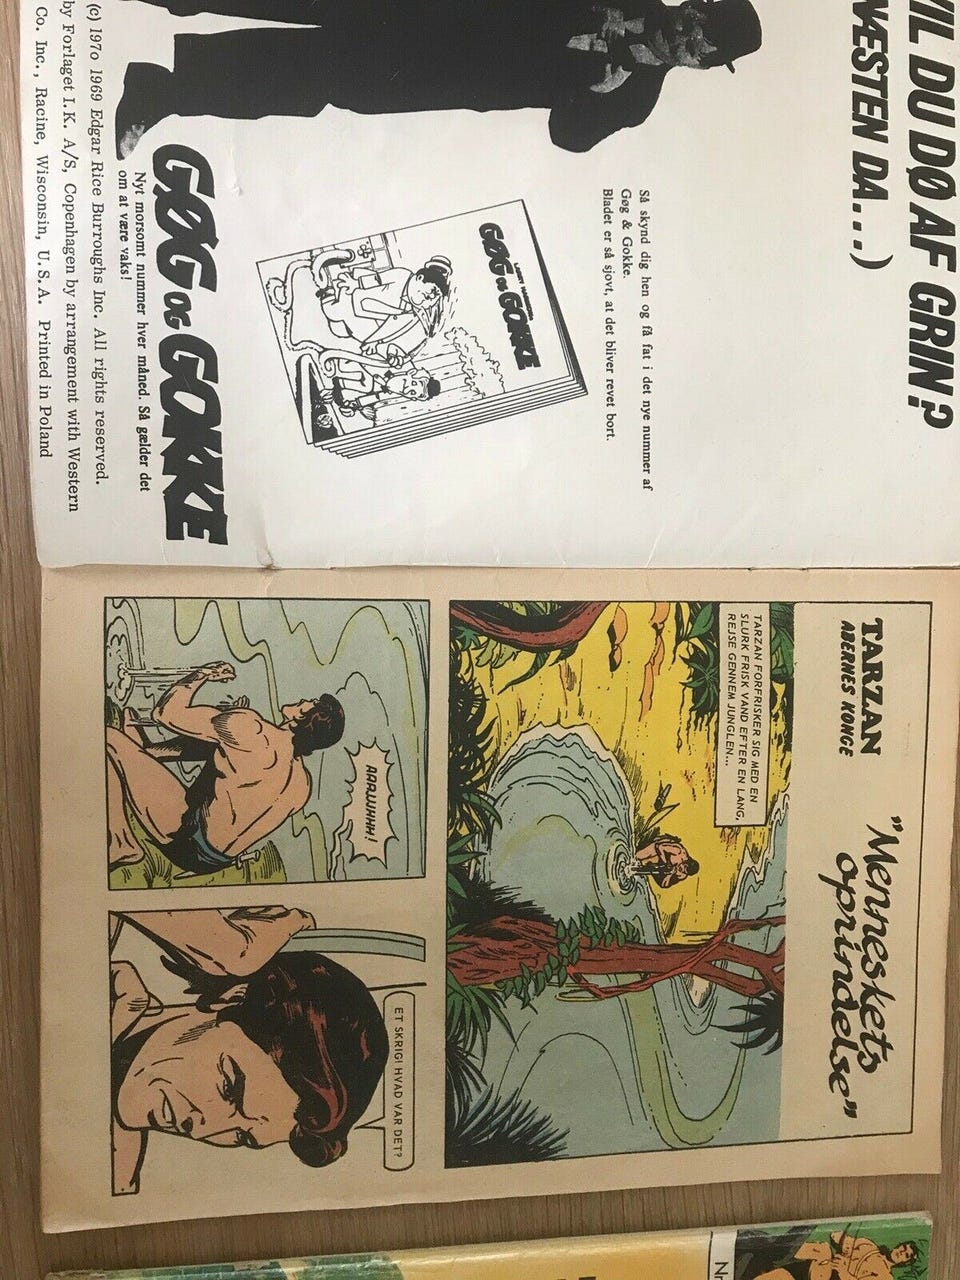 VIL DU DØ AF GRIN?
NÆSTEN DA...)
Så skynd dig hen og få fat i det nye nummer af
Gøg & Gokke.
Bladet er så sjovt, at det bliver revet bort.
GØG OG GOKKE
Nyt morsomt nummer hver måned. Så gælder det
om at være vaks!
GØG OG GOKKE
(c) 197o 1969 Edgar Rice Burroughs Inc. All rights reserved.
by Forlaget I.K. A/S, Copenhagen by arrangement with Western
Co. Inc., Racine, Wisconsin, U.S.A. Printed in Poland
TARZAN
ABERNES KONGE
"Menneskets
oprindelse"
TARZAN FORFRISKER SIG MED EN
SLURK FRISK VAND EFTER EN LANG,
REJSE GENNEM JUNGLEN...
AARJHHH!
ET SKRIG! HVAD VAR DET?
Nr